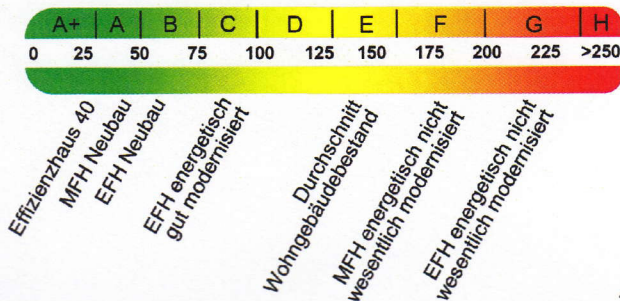 A+ A B C D E F G H
0 25 50 75 100 125 150 175 200 225 >250
Effizienzhaus 40
MFH Neubau
EFH Neubau
EFH energetisch
gut modernisiert
Durchschnitt
Wohngebäudebestand
MFH energetisch nicht
wesentlich modernisiert
EFH energetisch nicht
wesentlich modernisiert